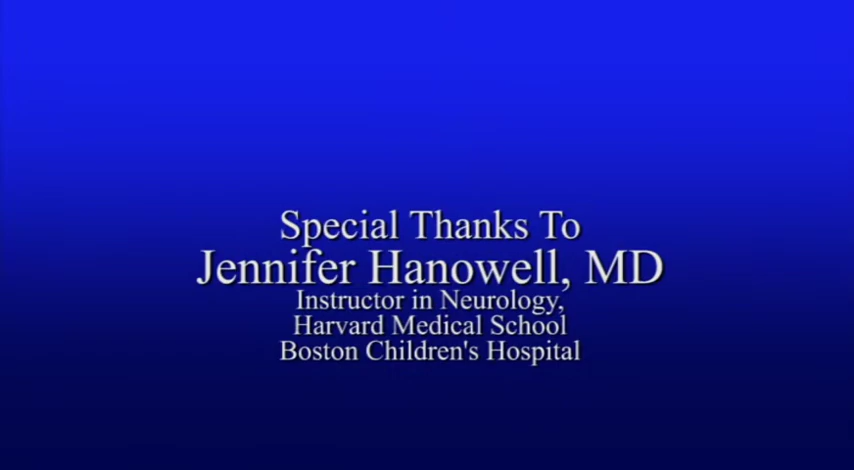 Special Thanks To
Jennifer Hanowell, MD
Instructor in Neurology,
Harvard Medical School
Boston Children's Hospital